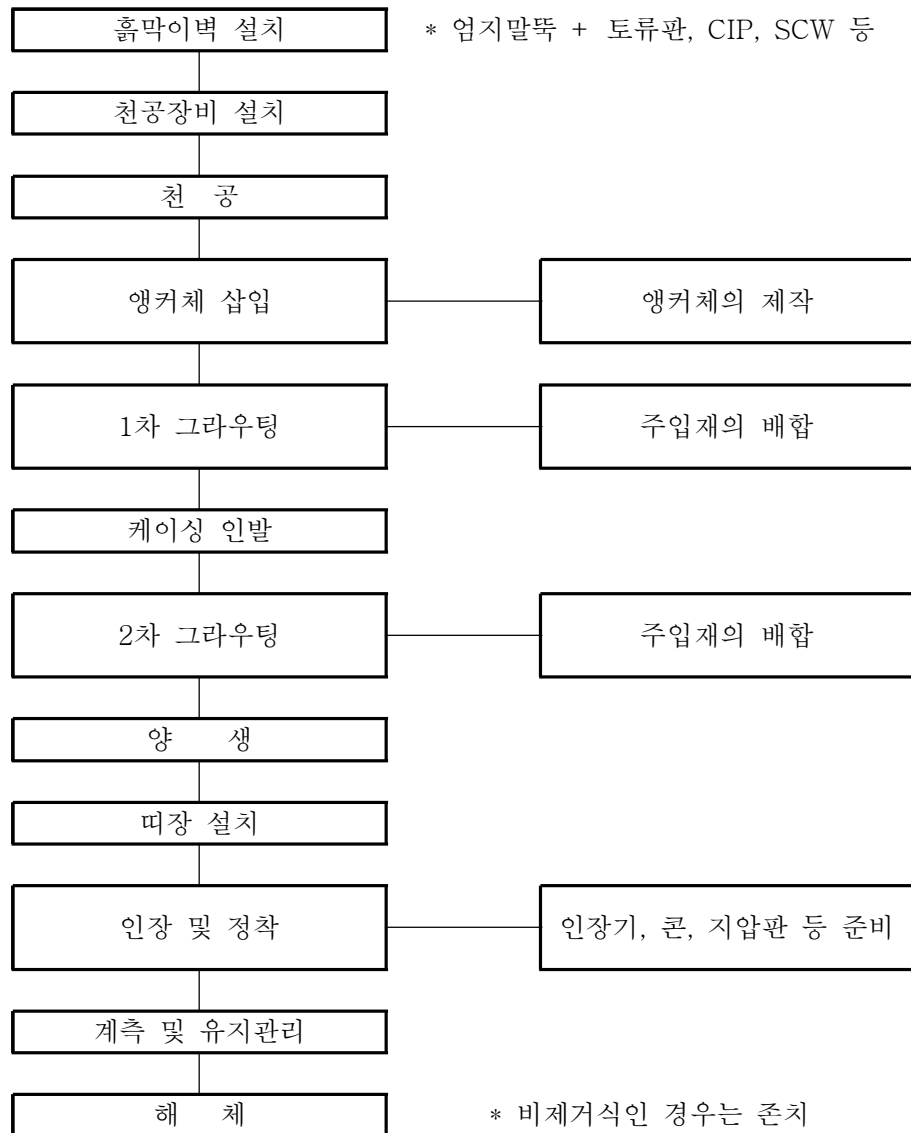 흙막이벽 설치 * 엄지말뚝 + 토류판, CIP, SCW 등
천공장비 설치
천 공
앵커체 삽입 앵커체의 제작
1차 그라우팅 주입재의 배합
케이싱 인발
2차 그라우팅 주입재의 배합
양 생
띠장 설치
인장 및 정착 인장기, 콘, 지압판 등 준비
계측 및 유지관리
해 체 * 비제거식인 경우는 존치